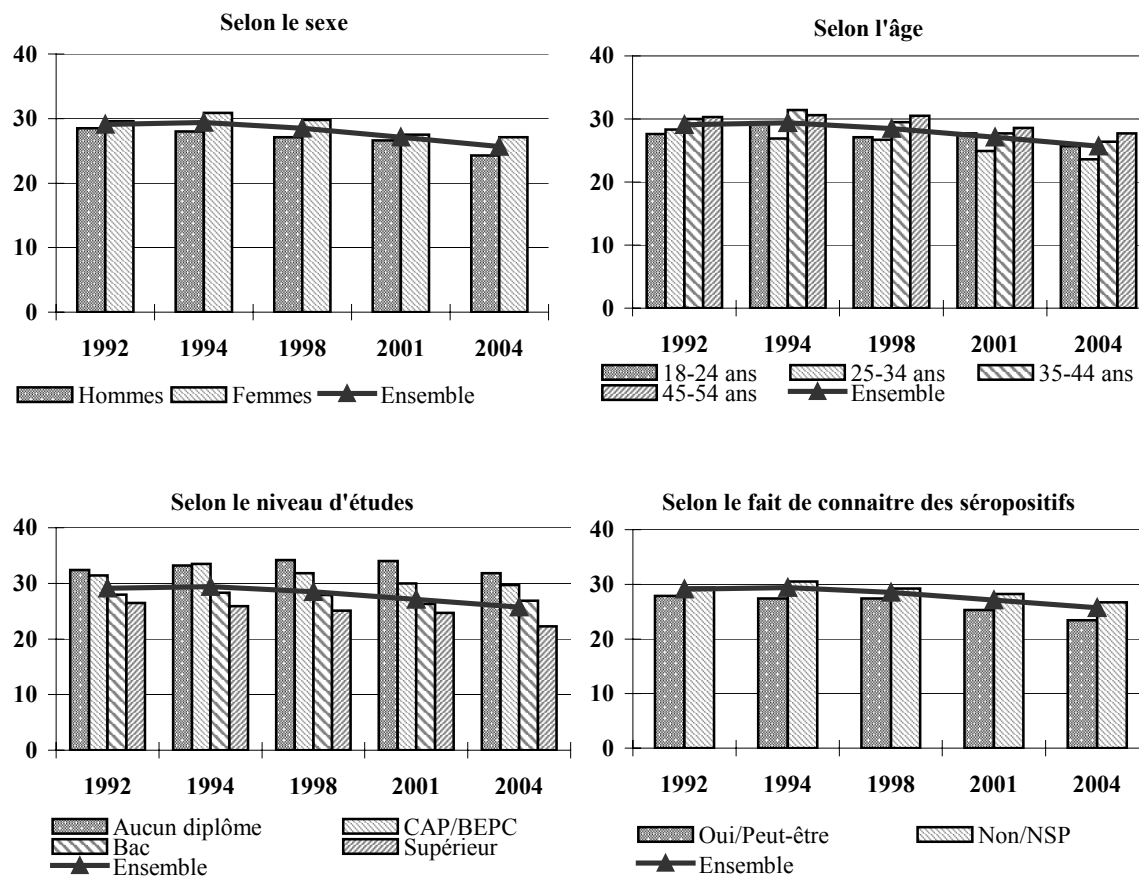 Selon le sexe
40
30
20
10
0
1992 1994 1998 2001 2004
Hommes Femmes Ensemble
Selon l'âge
40
30
20
10
0
1992 1994 1998 2001 2004
18-24 ans 25-34 ans 35-44 ans
45-54 ans Ensemble
Selon le niveau d'études
40
30
20
10
0
1992 1994 1998 2001 2004
Aucun diplôme CAP/BEPC
Bac Supérieur
Ensemble
Selon le fait de connaitre des séropositifs
40
30
20
10
0
1992 1994 1998 2001 2004
Oui/Peut-être Non/NSP
Ensemble